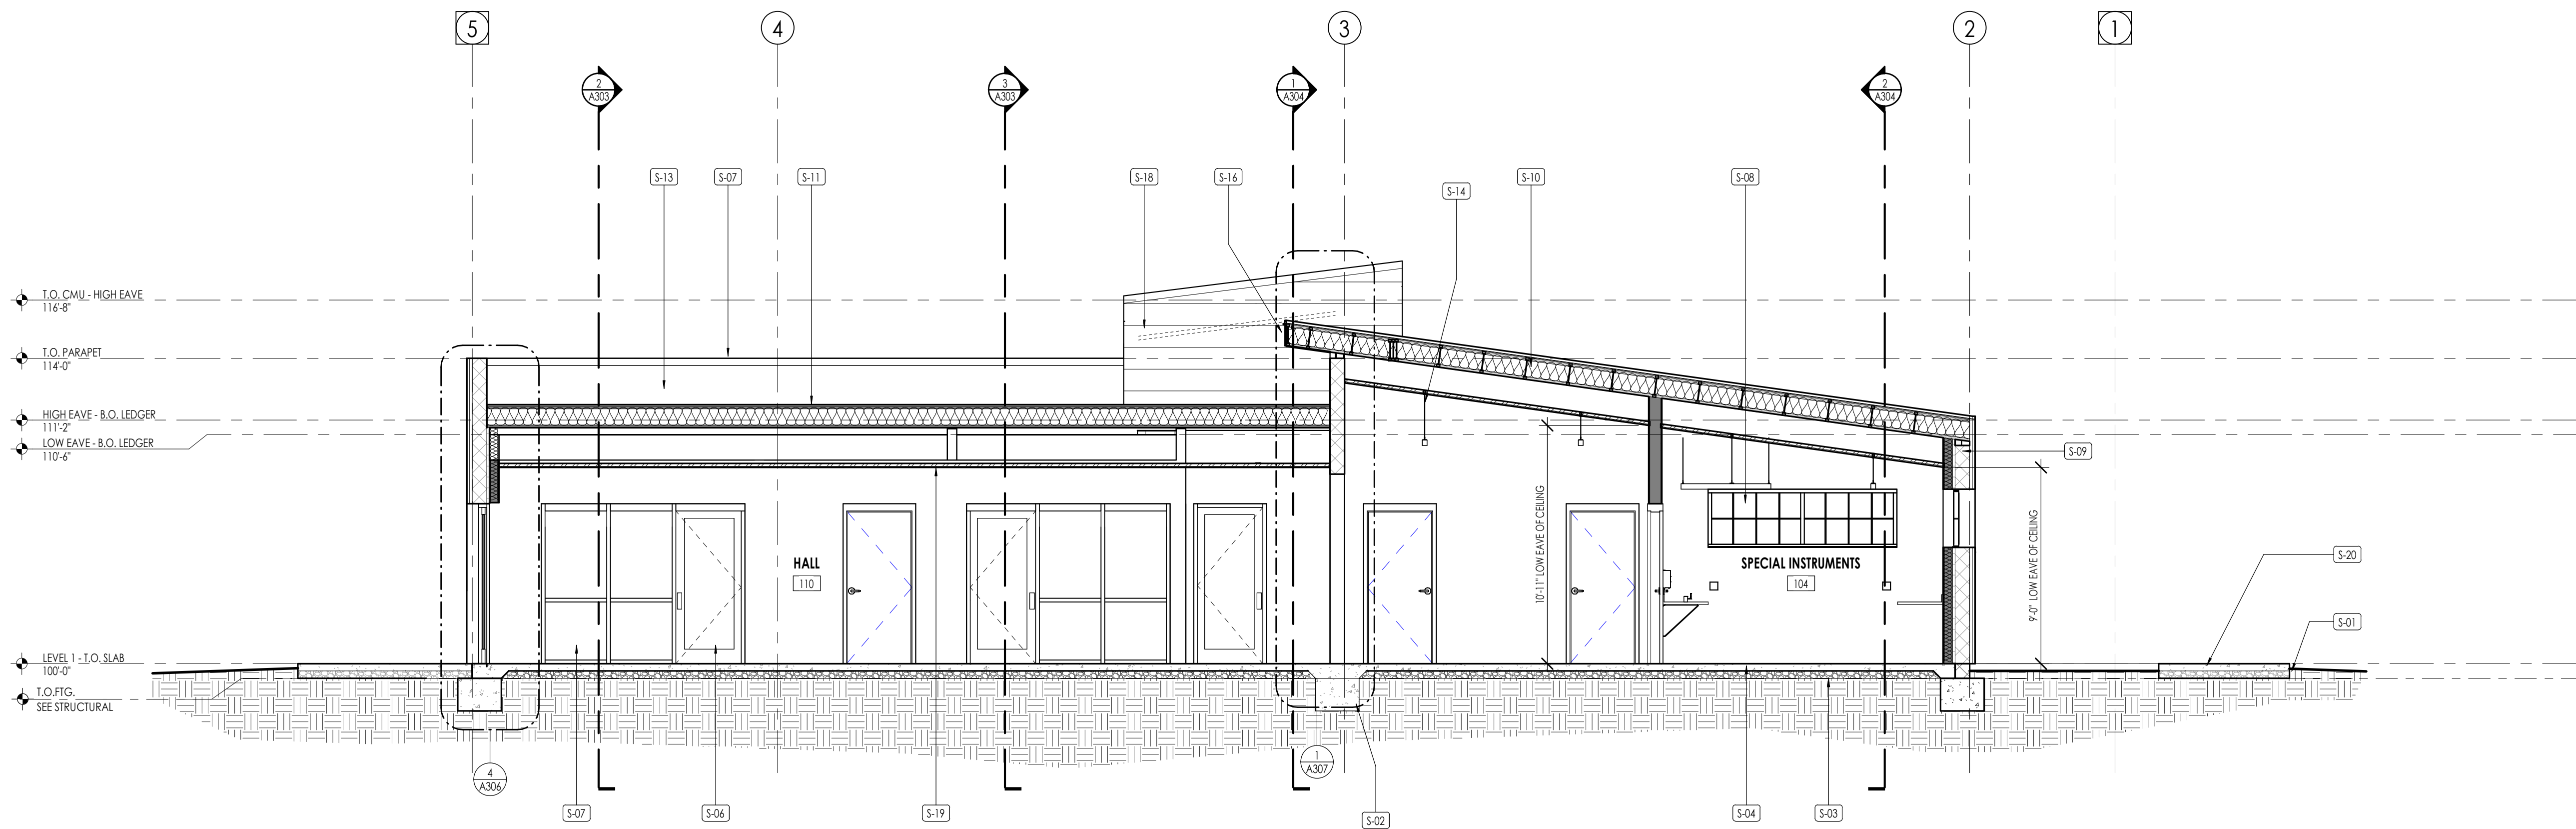 5
4
3
2
1
2
A303
3
A303
1
A304
2
A304
S-13
S-07
S-11
S-18
S-16
S-14
S-10
S-08
T.O. CMU - HIGH EAVE
116'-8"
T.O. PARAPET
114'-0"
HIGH EAVE - B.O. LEDGER
111'-2"
LOW EAVE - B.O. LEDGER
110'-6"
S-09
10'-11" LOW EAVE OF CEILING
9'-0" LOW EAVE OF CEILING
HALL
110
SPECIAL INSTRUMENTS
104
S-20
S-01
LEVEL 1 - T.O. SLAB
100'-0"
T.O.FTG.
SEE STRUCTURAL
4
A306
1
A307
S-07
S-06
S-19
S-02
S-04
S-03